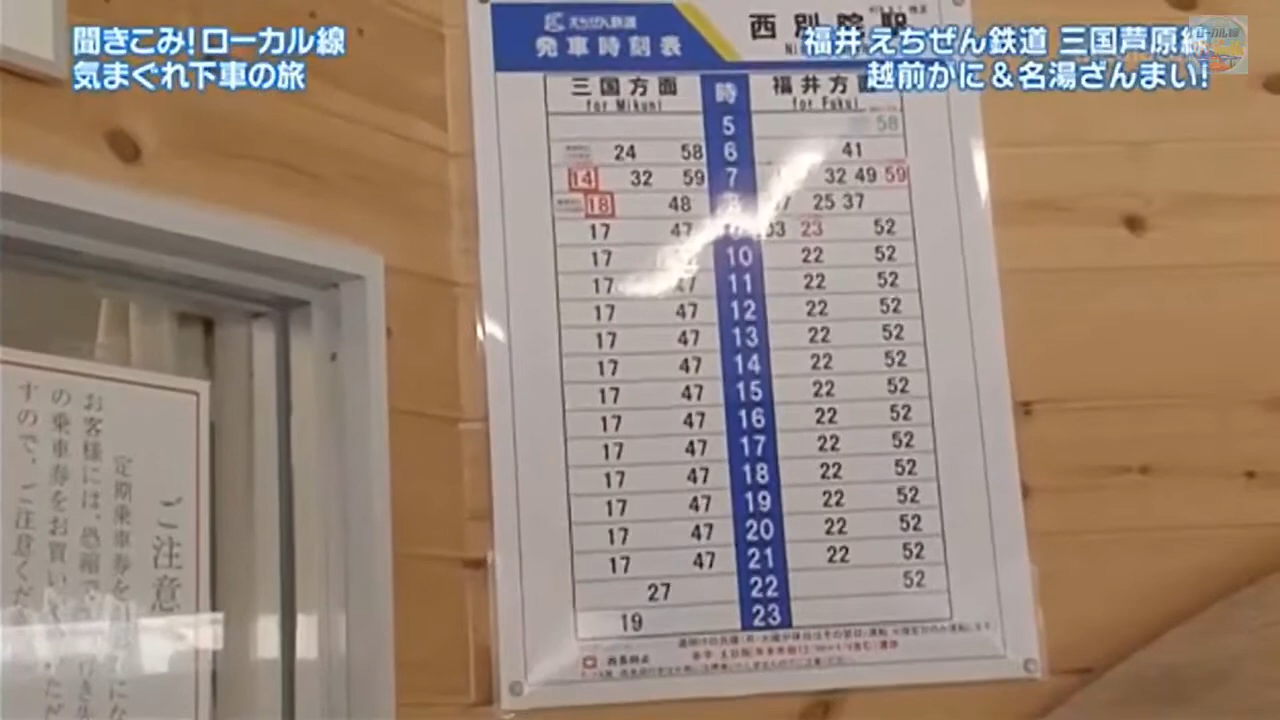 聞きこみ!ローカル線
気まぐれ下車の旅
福井 えちぜん鉄道 三国芦原線
越前かに&名湯ざんまい!
えちぜん鉄道
発車時刻表
西別院駅
三国方面 時 福井方面
for Mikuni for Fukui
5 58
24 58 6 41
14 32 59 7 32 49 59
18 48 25 37
17 47 03 23 52
17 10 22 52
17 47 11 22 52
17 47 12 22 52
17 47 13 22 52
17 47 14 22 52
17 47 15 22 52
17 47 16 22 52
17 47 17 22 52
17 47 18 22 52
17 47 19 22 52
17 47 20 22 52
17 47 21 22 52
27 22 52
19 23
ご注意
定期乗車券を
お客様には、恐縮で
の乗車券をお買い
すので、ご注意くだ